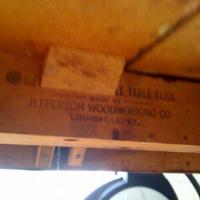 TABLE SLIDE
MADE BY
JEFFERSON WOODWORKING CO.
LOUISVILLE, KY.